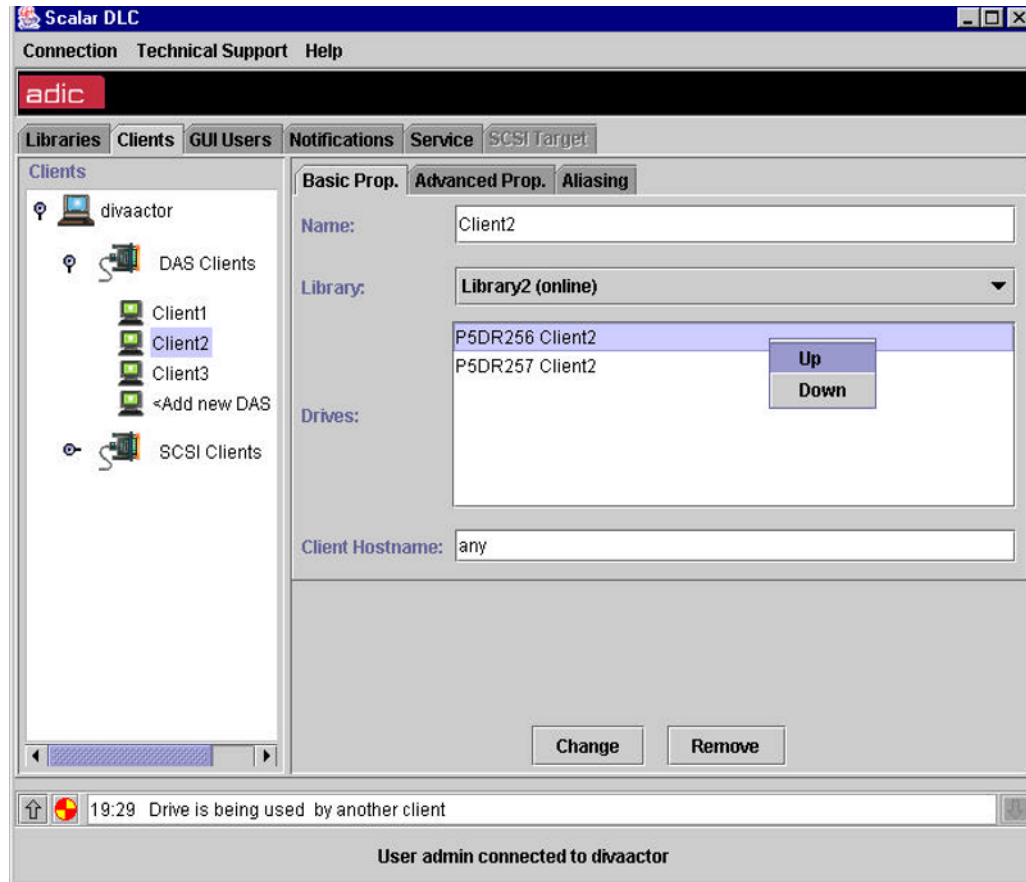 Scalar DLC
Connection Technical Support Help
adic
Libraries Clients GUI Users Notifications Service SCSI Target
Clients
divaactor
DAS Clients
Client1
Client2
Client3
<Add new DAS
SCSI Clients
Basic Prop. Advanced Prop. Aliasing
Name: Client2
Library: Library2 (online)
Drives:
P5DR256 Client2
P5DR257 Client2
Up
Down
Client Hostname: any
Change Remove
19:29 Drive is being used by another client
User admin connected to divaactor